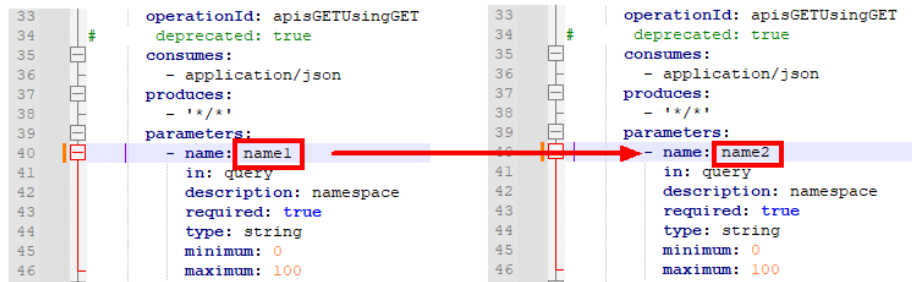 33 operationId: apisGETUsingGET
34 # deprecated: true
35 consumes:
36 - application/json
37 produces:
38 - '*/*'
39 parameters:
40 - name: name1
41 in: query
42 description: namespace
43 required: true
44 type: string
45 minimum: 0
46 maximum: 100
33 operationId: apisGETUsingGET
34 # deprecated: true
35 consumes:
36 - application/json
37 produces:
38 - '*/*'
39 parameters:
40 - name: name2
41 in: query
42 description: namespace
43 required: true
44 type: string
45 minimum: 0
46 maximum: 100